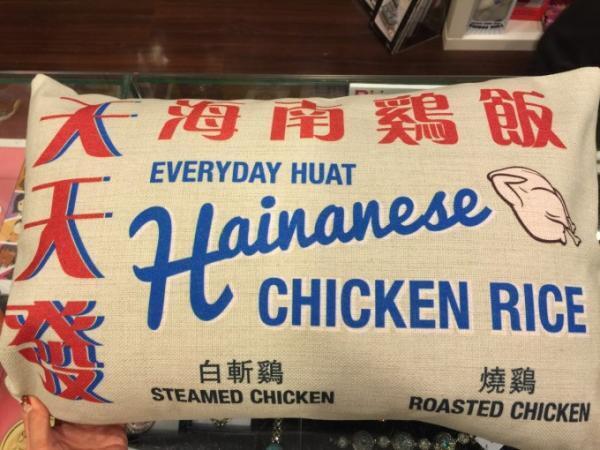 天天發
海南鷄飯
EVERYDAY HUAT
Hainanese
CHICKEN RICE
白斬鷄
STEAMED CHICKEN
燒鷄
ROASTED CHICKEN